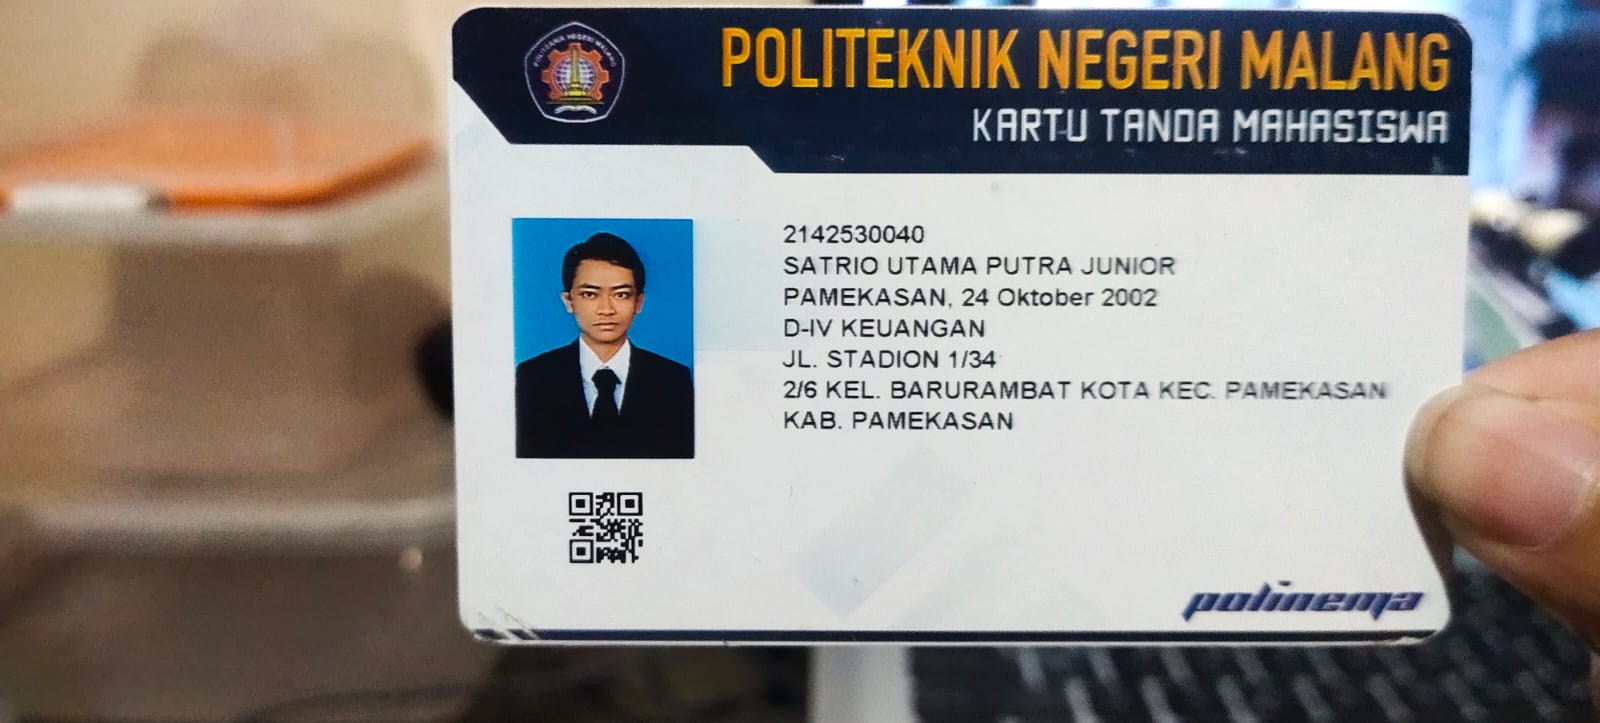 POLITEKNIK NEGERI MALANG
KARTU TANDA MAHASISWA
POLITEKNIK NEGERI MALANG
2142530040
SATRIO UTAMA PUTRA JUNIOR
PAMEKASAN, 24 Oktober 2002
D-IV KEUANGAN
JL. STADION 1/34
2/6 KEL. BARURAMBAT KOTA KEC. PAMEKASAN
KAB. PAMEKASAN
polinema